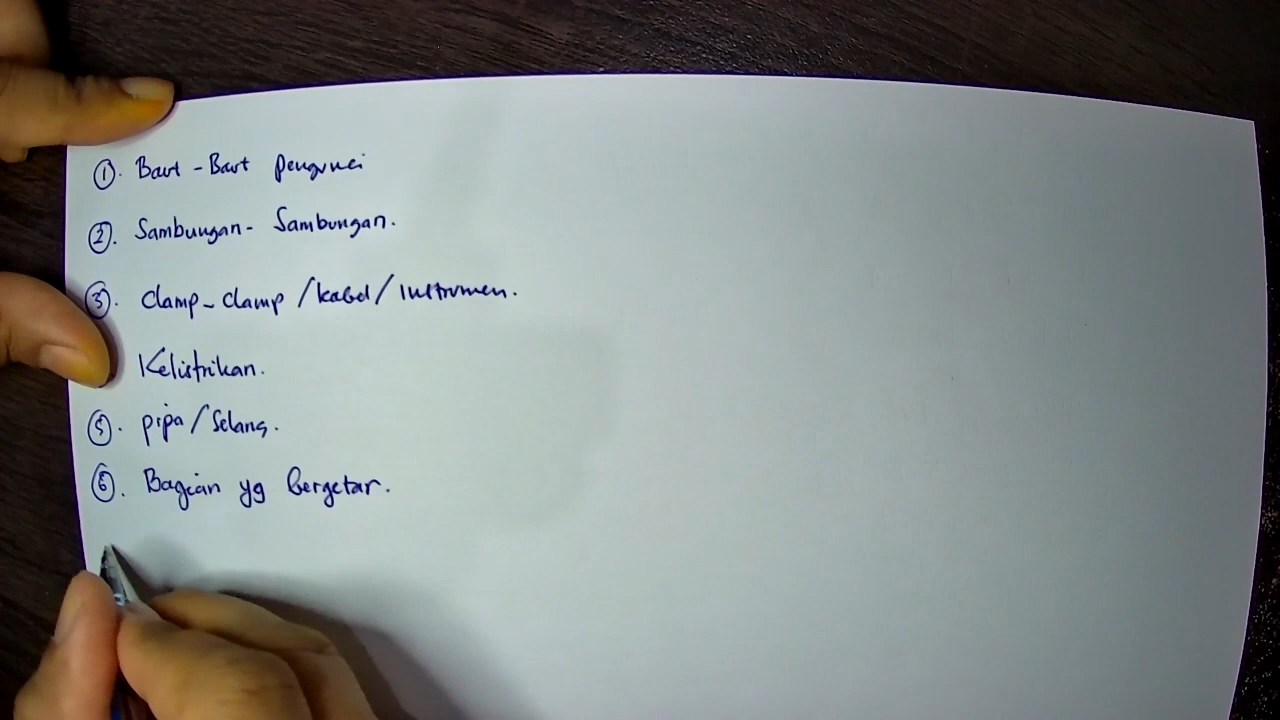 ①. Baut - Baut pengunci
②. Sambungan - Sambungan.
③. Clamp - Clamp / kabel / instrumen.
Kelistrikan.
⑤. pipa / Selang.
⑥. Bagian yg bergetar.